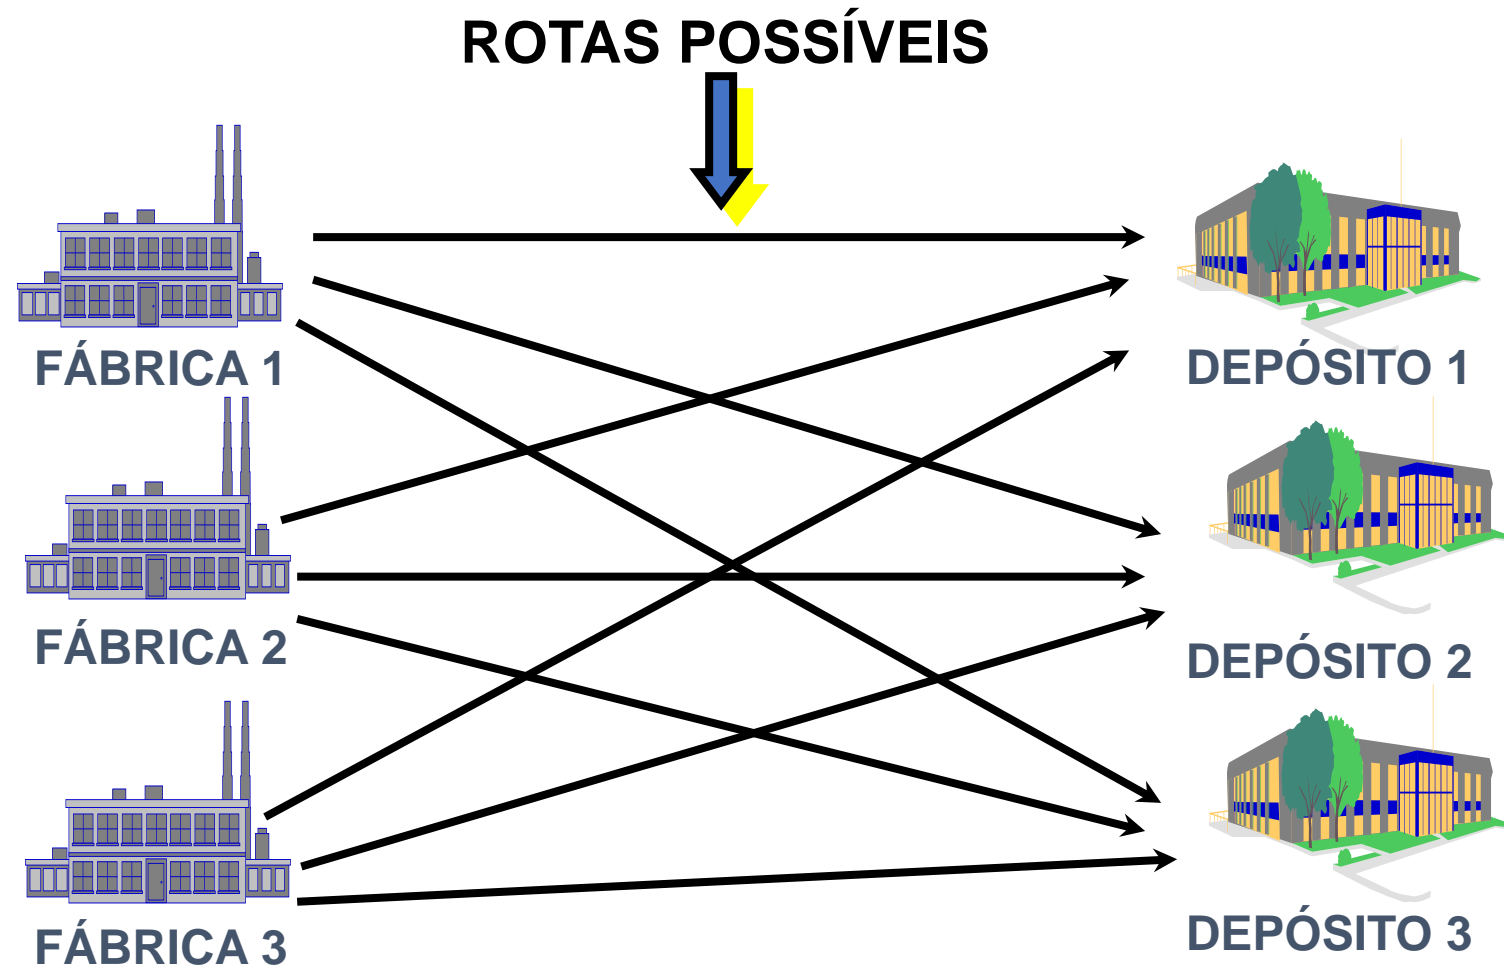 ROTAS POSSÍVEIS
FÁBRICA 1
DEPÓSITO 1
FÁBRICA 2
DEPÓSITO 2
FÁBRICA 3
DEPÓSITO 3